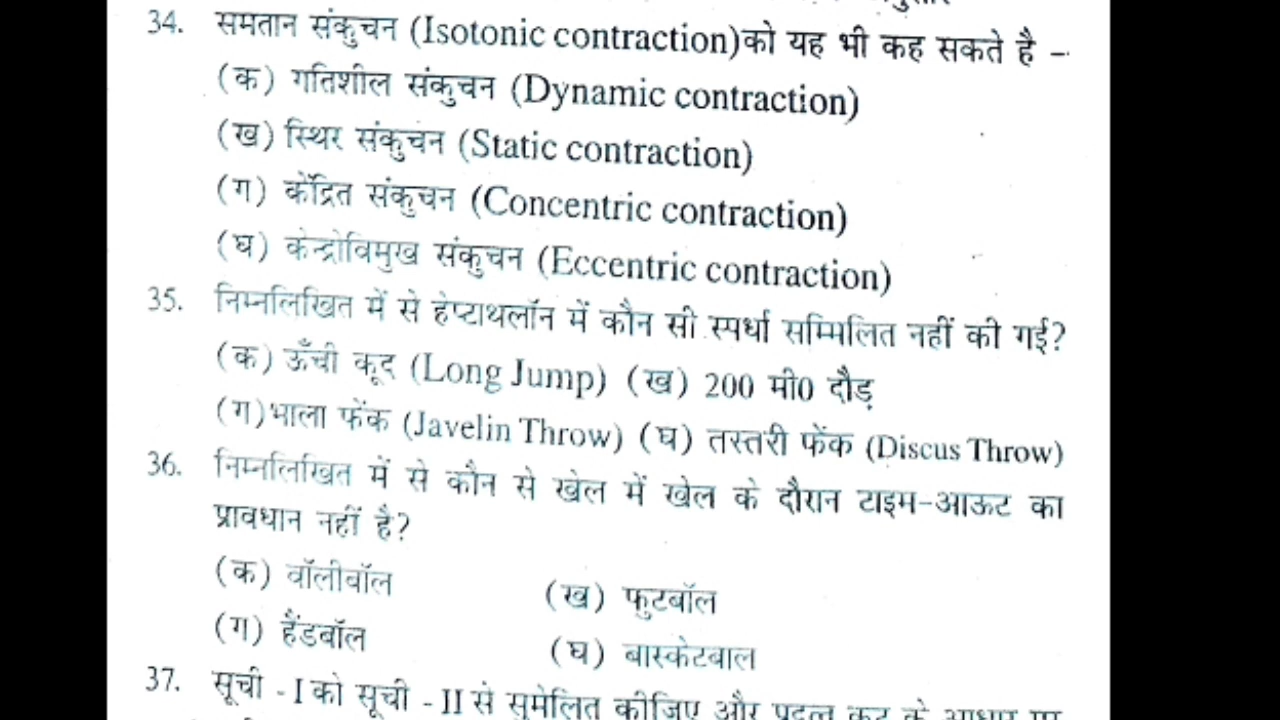 34. समतान संकुचन (Isotonic contraction)को यह भी कह सकते है –
(क) गतिशील संकुचन (Dynamic contraction)
(ख) स्थिर संकुचन (Static contraction)
(ग) केंद्रित संकुचन (Concentric contraction)
(घ) केन्द्रोविमुख संकुचन (Eccentric contraction)
35. निम्नलिखित में से हेप्टाथलॉन में कौन सी स्पर्धा सम्मिलित नहीं की गई?
(क) ऊँची कूद (Long Jump) (ख) 200 मी0 दौड़
(ग)भाला फेंक (Javelin Throw) (घ) तस्तरी फेंक (Discus Throw)
36. निम्नलिखित में से कौन से खेल में खेल के दौरान टाइम-आऊट का
प्रावधान नहीं है?
(क) वॉलीबॉल (ख) फुटबॉल
(ग) हैंडबॉल (घ) बास्केटबाल
37. सूची - I को सूची - II से सुमेलित कीजिए और